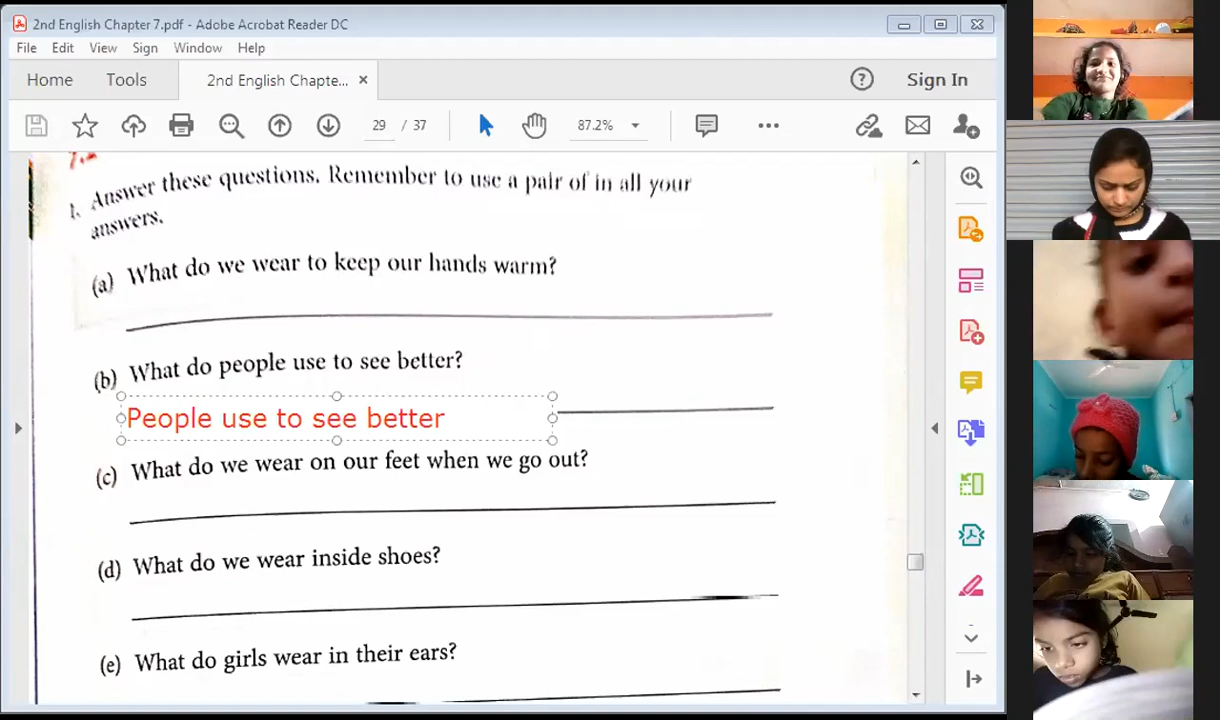 2nd English Chapter 7.pdf - Adobe Acrobat Reader DC
File Edit View Sign Window Help
Home Tools 2nd English Chapte... × Sign In
29 / 37 87.2%
1. Answer these questions. Remember to use a pair of in all your
answers.
(a) What do we wear to keep our hands warm?
(b) What do people use to see better?
People use to see better
(c) What do we wear on our feet when we go out?
(d) What do we wear inside shoes?
(e) What do girls wear in their ears?